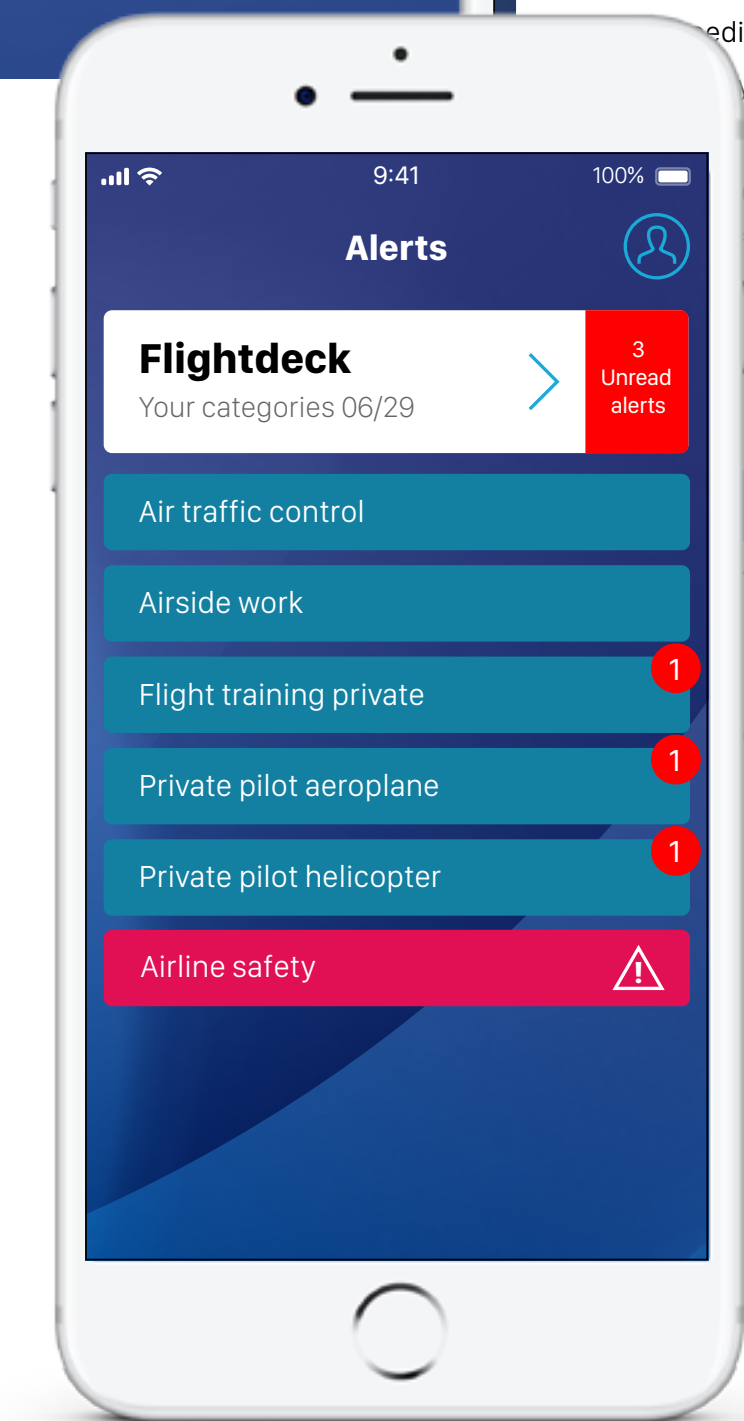 9:41
100%
Alerts
Flightdeck
Your categories 06/29
3
Unread
alerts
Air traffic control
Airside work
1
Flight training private
1
Private pilot aeroplane
1
Private pilot helicopter
Airline safety